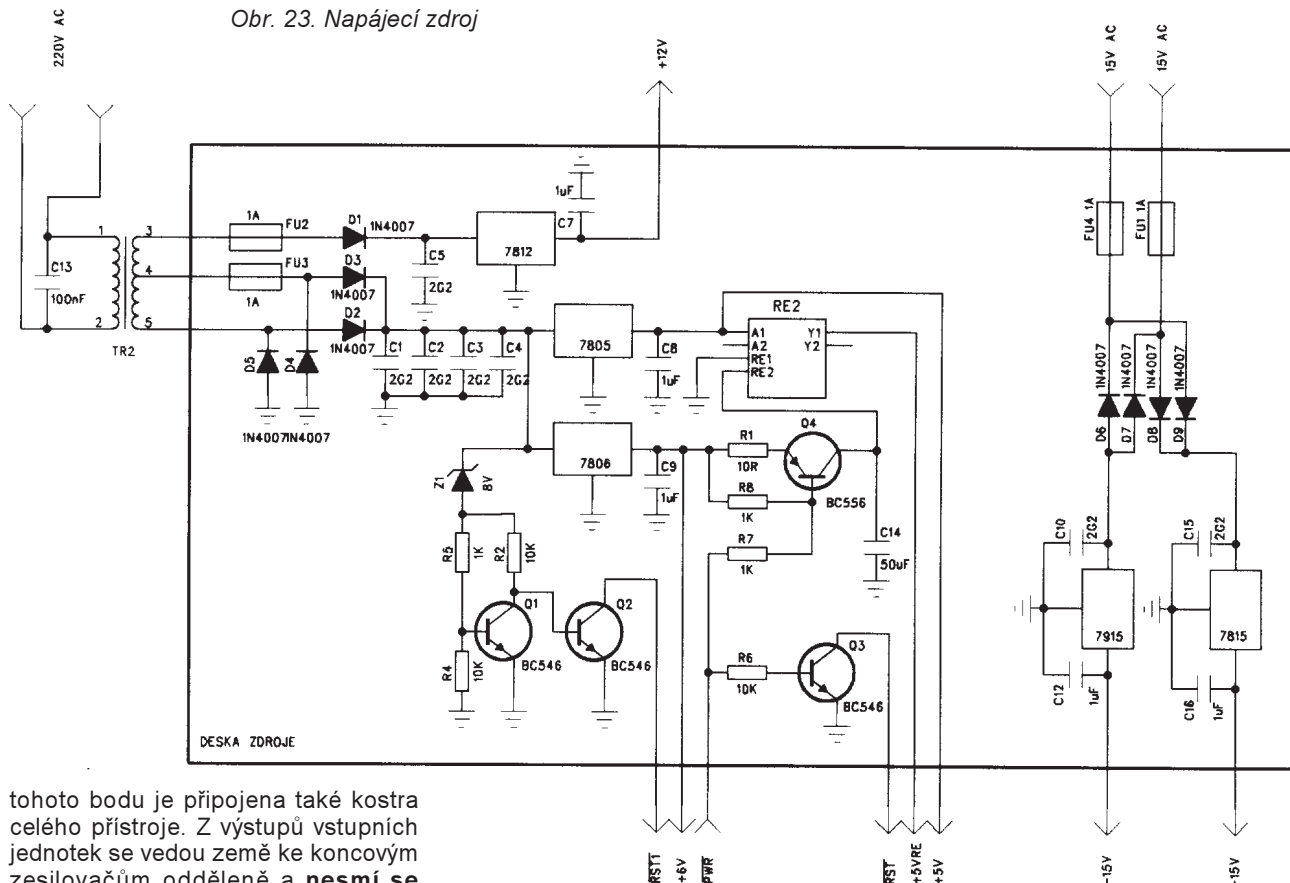 Obr. 23. Napájecí zdroj
220V AC
+12V
15V AC
15V AC
1uF
C7
1A
FU2
D1
1N4007
7812
FU4 1A
FU1 1A
1
3
C13
100nF
4
FU3
D3
C5
2G2
1A
1N4007
2
5
D2
1N4007
TR2
RE2
A1
Y1
A2
Y2
RE1
RE2
7805
C8
1uF
C1
C2
C3
C4
2G2
2G2
2G2
2G2
D5
D4
1N4007
1N4007
1N4007
1N4007
1N4007
1N4007
D6
D7
D8
D9
Q4
R1
10R
7806
C9
1uF
Z1
8V
R8
1K
BC556
R7
1K
C14
50uF
C10
2G2
C15
2G2
R5
1K
R2
10K
Q1
Q2
7915
7815
R4
10K
BC546
BC546
R6
10K
Q3
BC546
C12
1uF
C16
1uF
DESKA ZDROJE
RST1
+6V
PWR
RST
+5VRE
+5V
-15V
tohoto bodu je připojena také kostra
celého přístroje. Z výstupů vstupních
jednotek se vedou země ke koncovým
zesilovačům odděleně a nesmí se